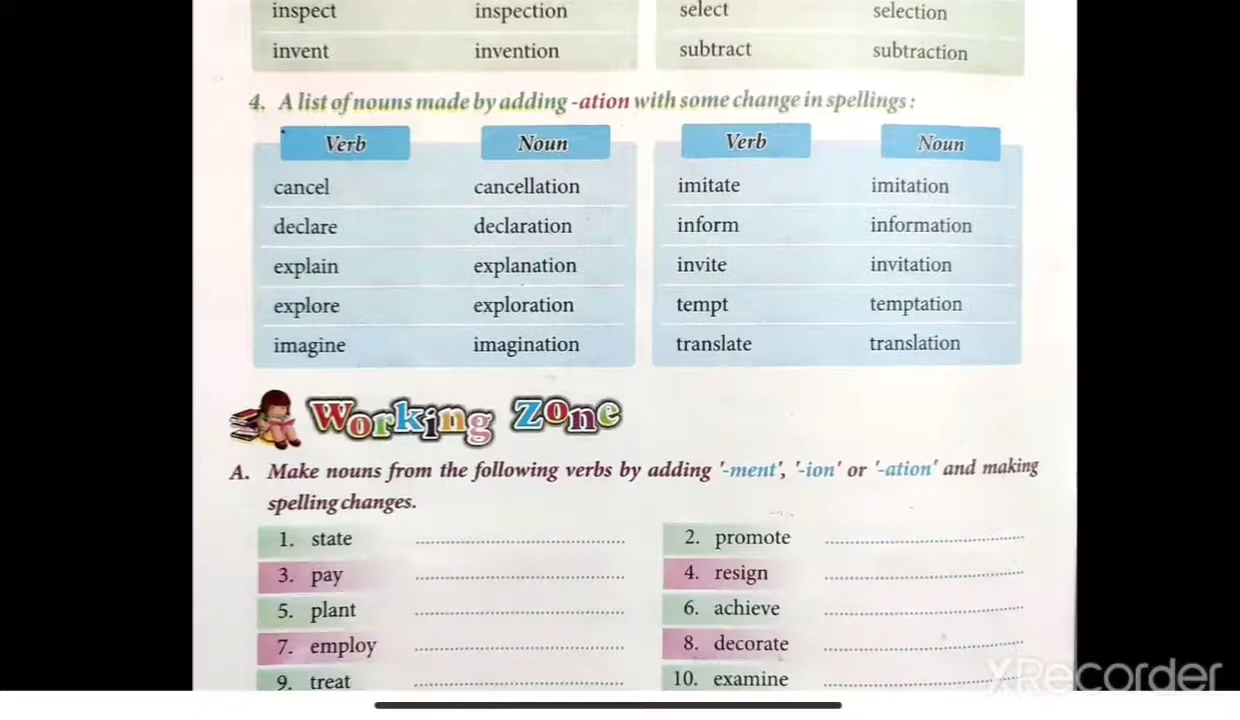 inspect inspection select selection
invent invention subtract subtraction
4. A list of nouns made by adding -ation with some change in spellings :
Verb Noun Verb Noun
cancel cancellation imitate imitation
declare declaration inform information
explain explanation invite invitation
explore exploration tempt temptation
imagine imagination translate translation
Working Zone
A. Make nouns from the following verbs by adding '-ment', '-ion' or '-ation' and making
spelling changes.
1. state ........................................ 2. promote ........................................
3. pay ........................................ 4. resign ........................................
5. plant ........................................ 6. achieve ........................................
7. employ ........................................ 8. decorate ........................................
9. treat ........................................ 10. examine ........................................
XRecorder